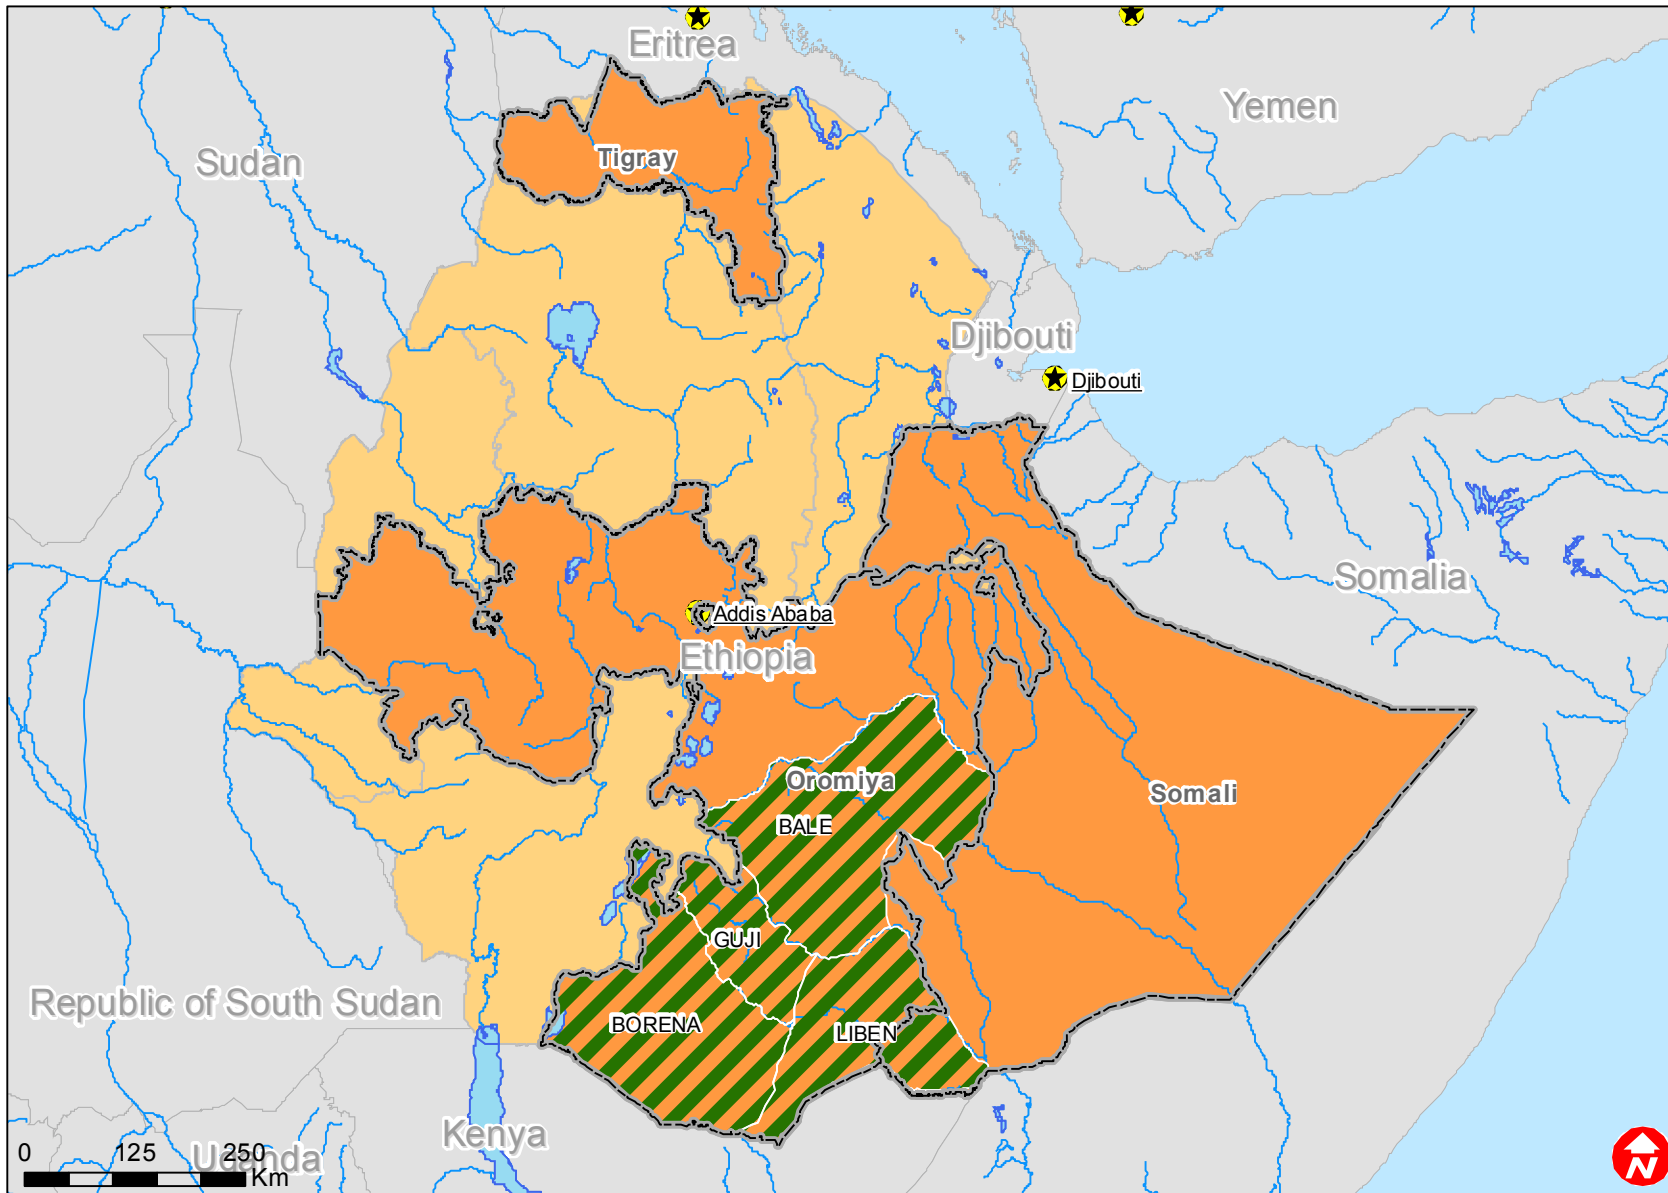 Eritrea
Yemen
Sudan
Tigray
Djibouti
Djibouti
Somalia
Addis Ababa
Ethiopia
Oromiya
Somali
BALE
GUJI
Republic of South Sudan
BORENA
LIBEN
Kenya
0 125 250
Uganda
Km
N